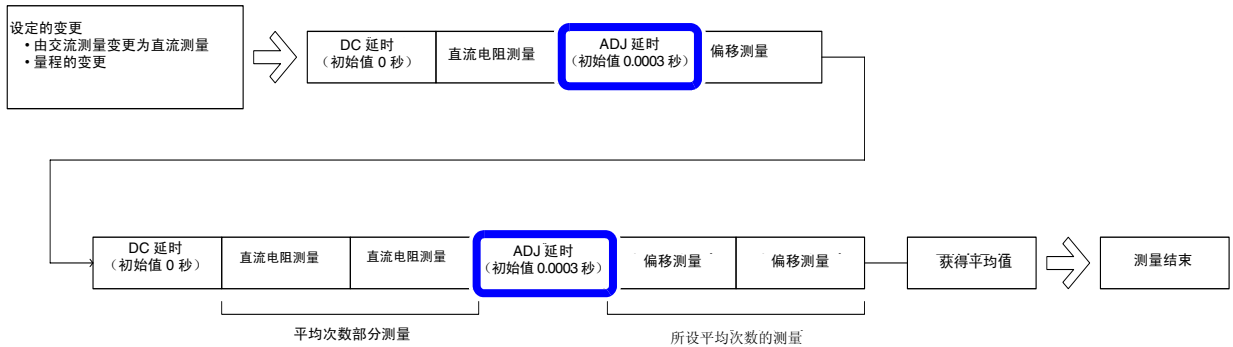 设定的变更
• 由交流测量变更为直流测量
• 量程的变更
DC 延时
（初始值 0 秒）
直流电阻测量
ADJ 延时
（初始值 0.0003 秒）
偏移测量
DC 延时
（初始值 0 秒）
直流电阻测量
直流电阻测量
ADJ 延时
（初始值 0.0003 秒）
偏移测量
偏移测量
获得平均值
测量结束
平均次数部分测量
所设平均次数的测量